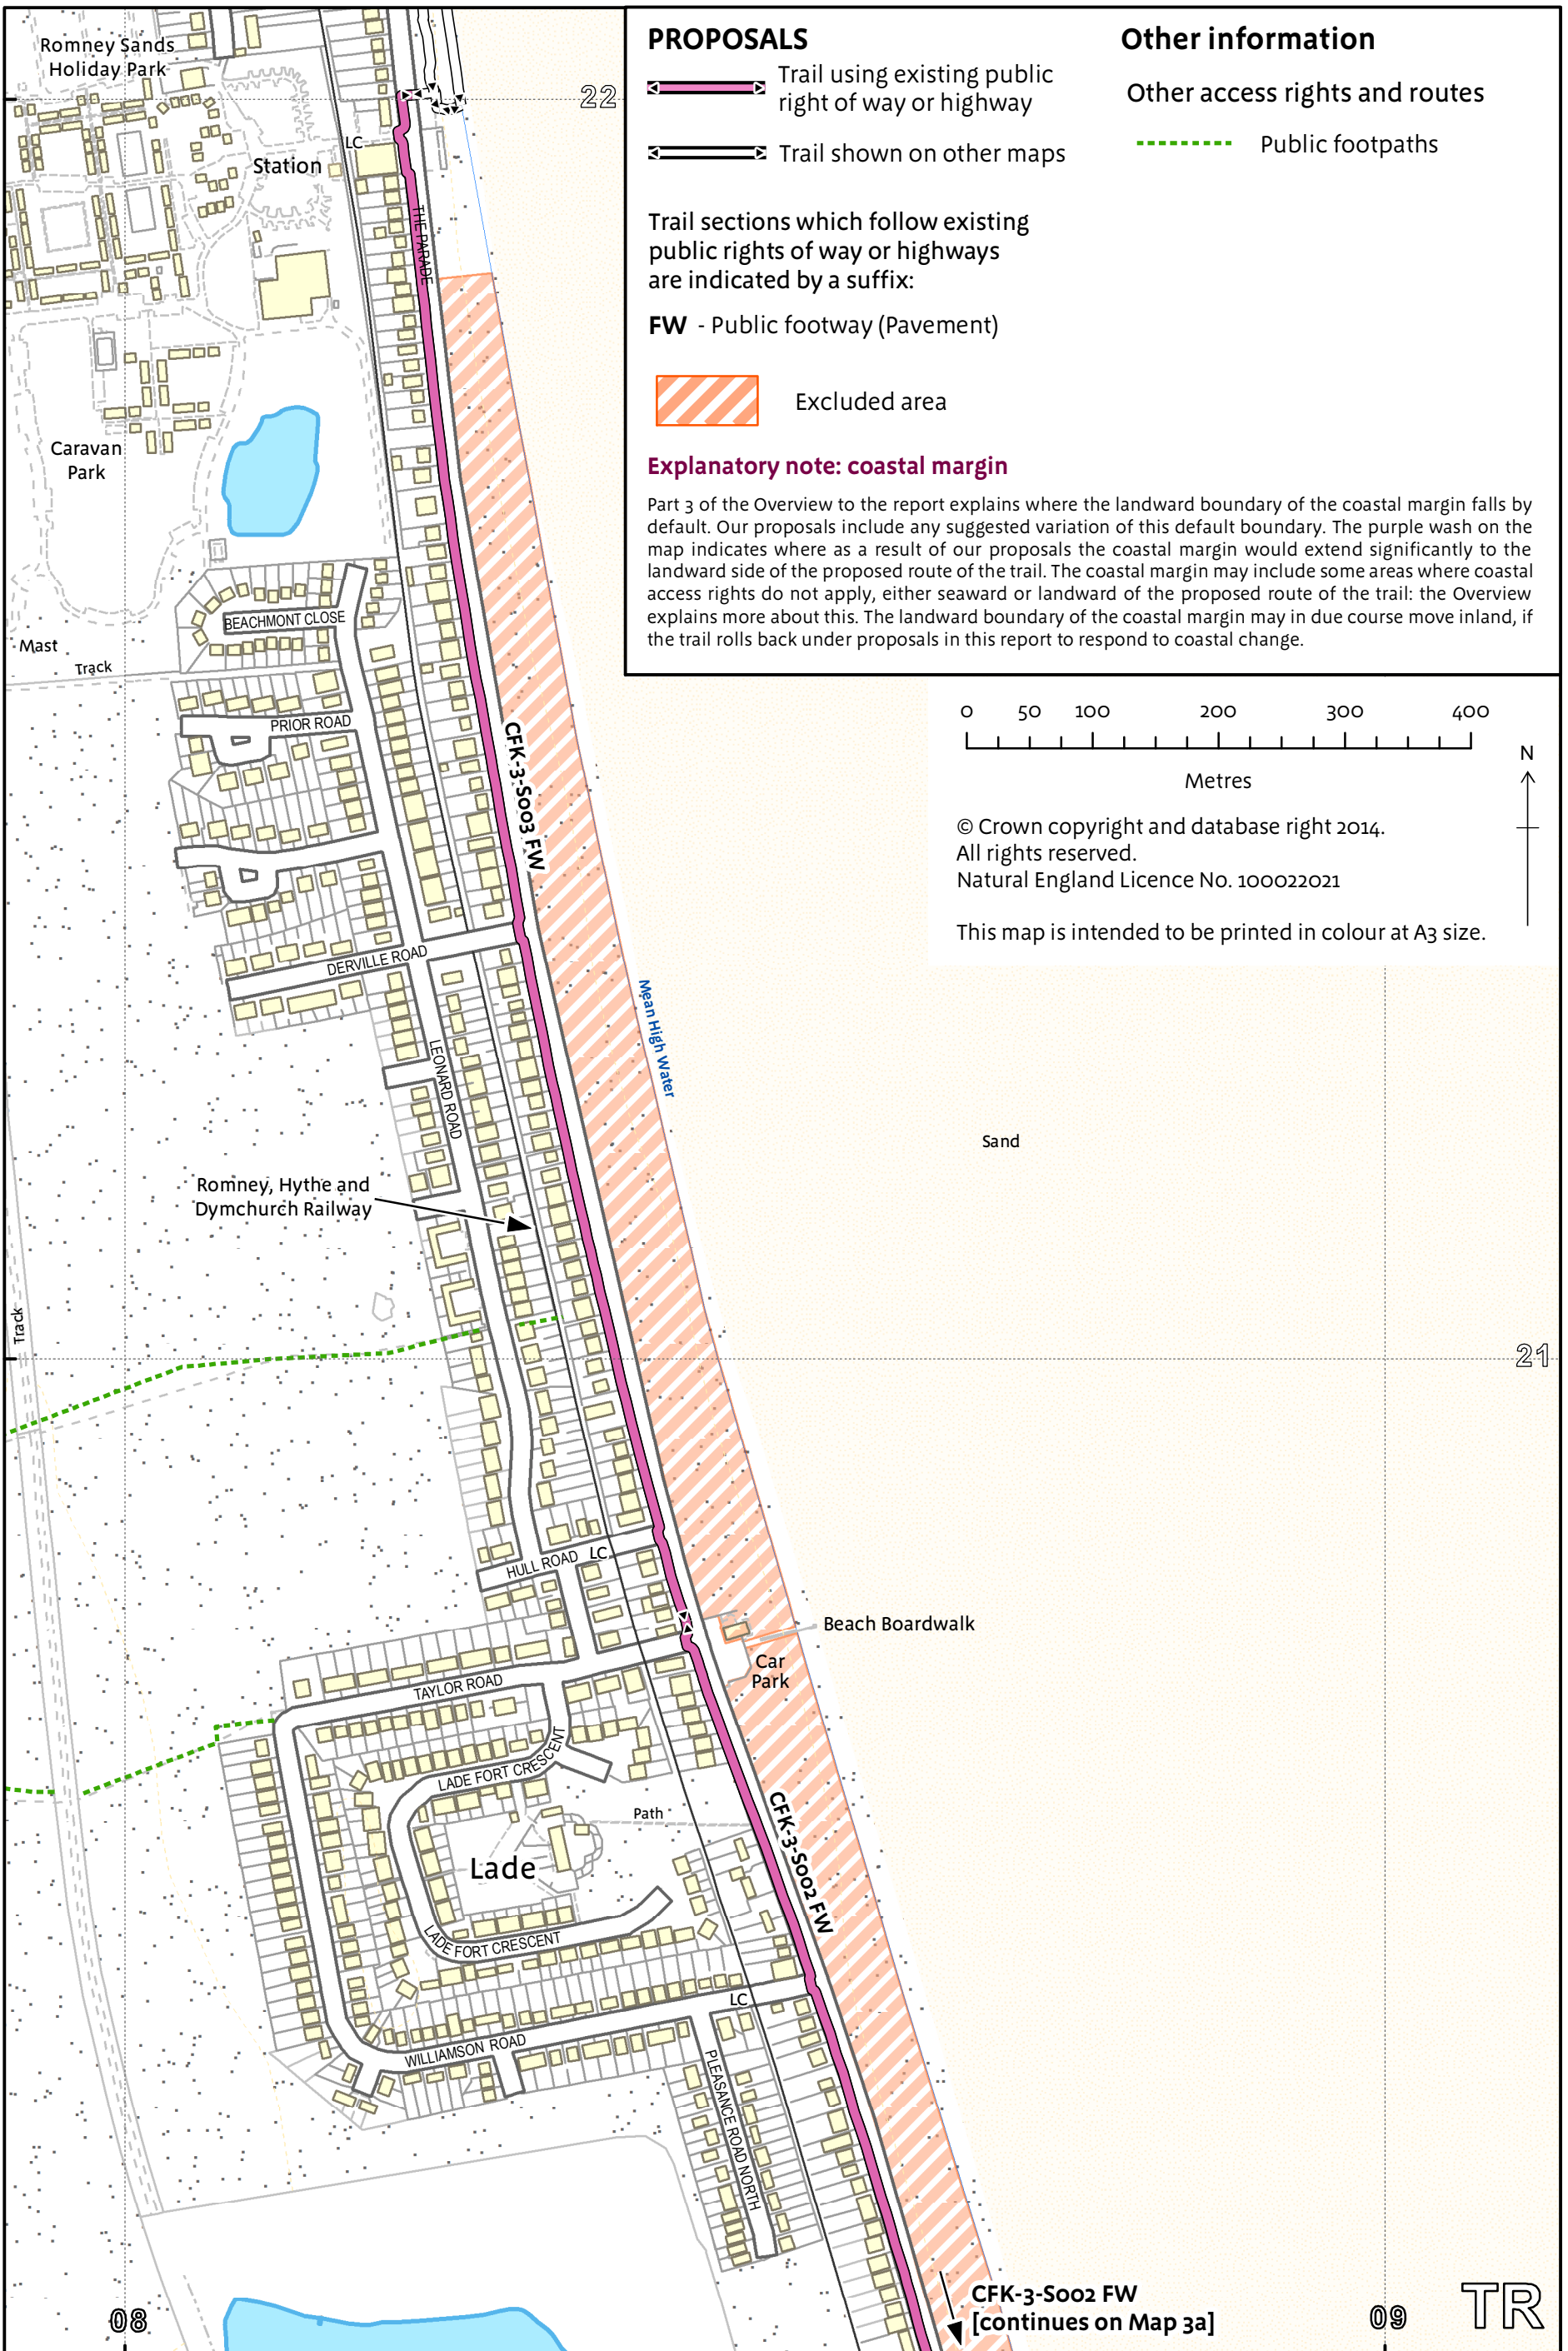 PROPOSALS
Trail using existing public
right of way or highway
Trail shown on other maps
Trail sections which follow existing
public rights of way or highways
are indicated by a suffix:
FW - Public footway (Pavement)
Excluded area
Other information
Other access rights and routes
Public footpaths
Explanatory note: coastal margin
Part 3 of the Overview to the report explains where the landward boundary of the coastal margin falls by
default. Our proposals include any suggested variation of this default boundary. The purple wash on the
map indicates where as a result of our proposals the coastal margin would extend significantly to the
landward side of the proposed route of the trail. The coastal margin may include some areas where coastal
access rights do not apply, either seaward or landward of the proposed route of the trail: the Overview
explains more about this. The landward boundary of the coastal margin may in due course move inland, if
the trail rolls back under proposals in this report to respond to coastal change.
0 50 100 200 300 400
Metres
N
© Crown copyright and database right 2014.
All rights reserved.
Natural England Licence No. 100022021
This map is intended to be printed in colour at A3 size.
Romney Sands
Holiday Park
22
LC
Station
THE PARADE
Caravan
Park
BEACHMONT CLOSE
Mast
Track
PRIOR ROAD
CFK-3-S003 FW
DERVILLE ROAD
Mean High Water
LEONARD ROAD
Sand
Romney, Hythe and
Dymchurch Railway
Track
21
HULL ROAD
LC
Beach Boardwalk
Car
Park
TAYLOR ROAD
LADE FORT CRESCENT
Path
CFK-3-S002 FW
Lade
LADE FORT CRESCENT
LC
WILLIAMSON ROAD
PLEASANCE ROAD NORTH
CFK-3-S002 FW
[continues on Map 3a]
08
09
TR